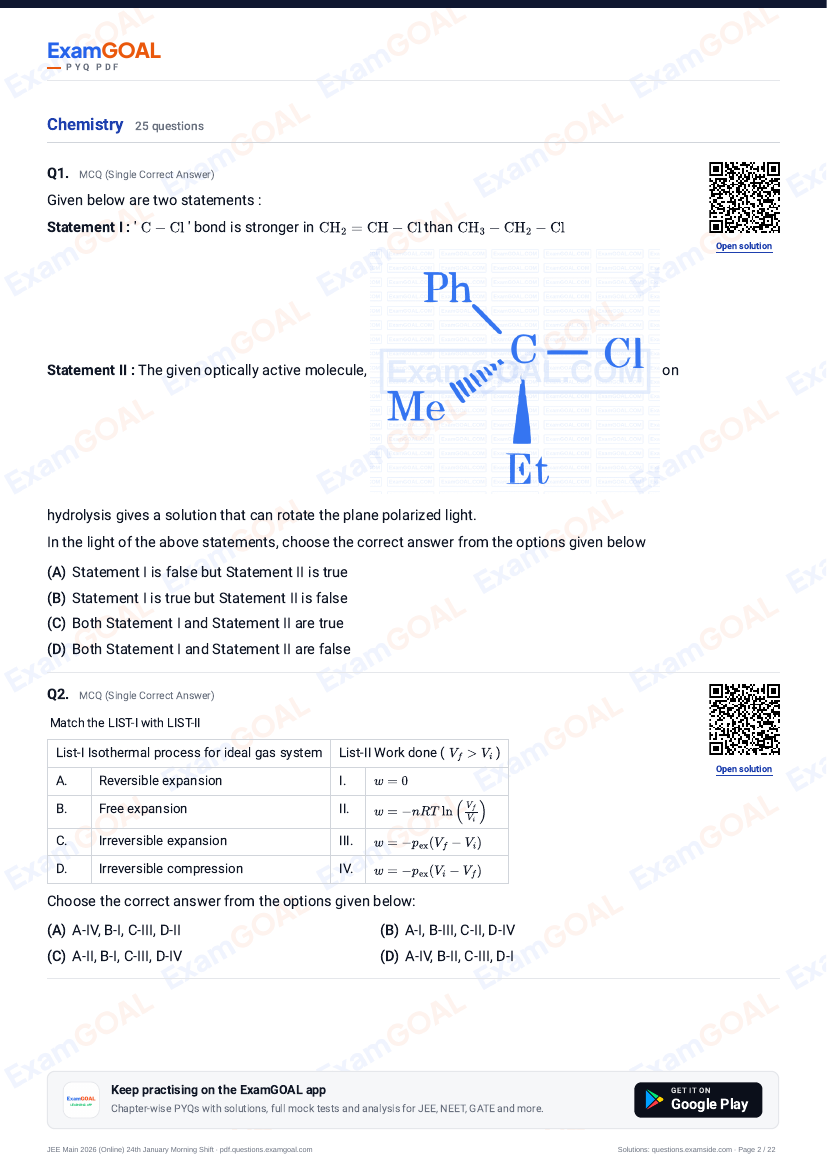 ExamGOAL
PYQ PDF
Chemistry 25 questions
Q1. MCQ (Single Correct Answer)
Given below are two statements :
Statement I : ' C − Cl ' bond is stronger in CH₂ = CH − Cl than CH₃ − CH₂ − Cl
Open solution
Ph
C — Cl
Statement II : The given optically active molecule, ExamGOAL.COM on
Me
Et
hydrolysis gives a solution that can rotate the plane polarized light.
In the light of the above statements, choose the correct answer from the options given below
(A) Statement I is false but Statement II is true
(B) Statement I is true but Statement II is false
(C) Both Statement I and Statement II are true
(D) Both Statement I and Statement II are false
Q2. MCQ (Single Correct Answer)
Match the LIST-I with LIST-II
List-I Isothermal process for ideal gas system List-II Work done ( V_f > V_i )
Open solution
A. Reversible expansion I. w = 0
B. Free expansion II. w = −nRT ln (V_f/V_i)
C. Irreversible expansion III. w = −p_ex(V_f − V_i)
D. Irreversible compression IV. w = −p_ex(V_i − V_f)
Choose the correct answer from the options given below:
(A) A-IV, B-I, C-III, D-II (B) A-I, B-III, C-II, D-IV
(C) A-II, B-I, C-III, D-IV (D) A-IV, B-II, C-III, D-I
Keep practising on the ExamGOAL app
Chapter-wise PYQs with solutions, full mock tests and analysis for JEE, NEET, GATE and more.
GET IT ON
Google Play
JEE Main 2026 (Online) 24th January Morning Shift · pdf.questions.examgoal.com Solutions: questions.examside.com · Page 2 / 22